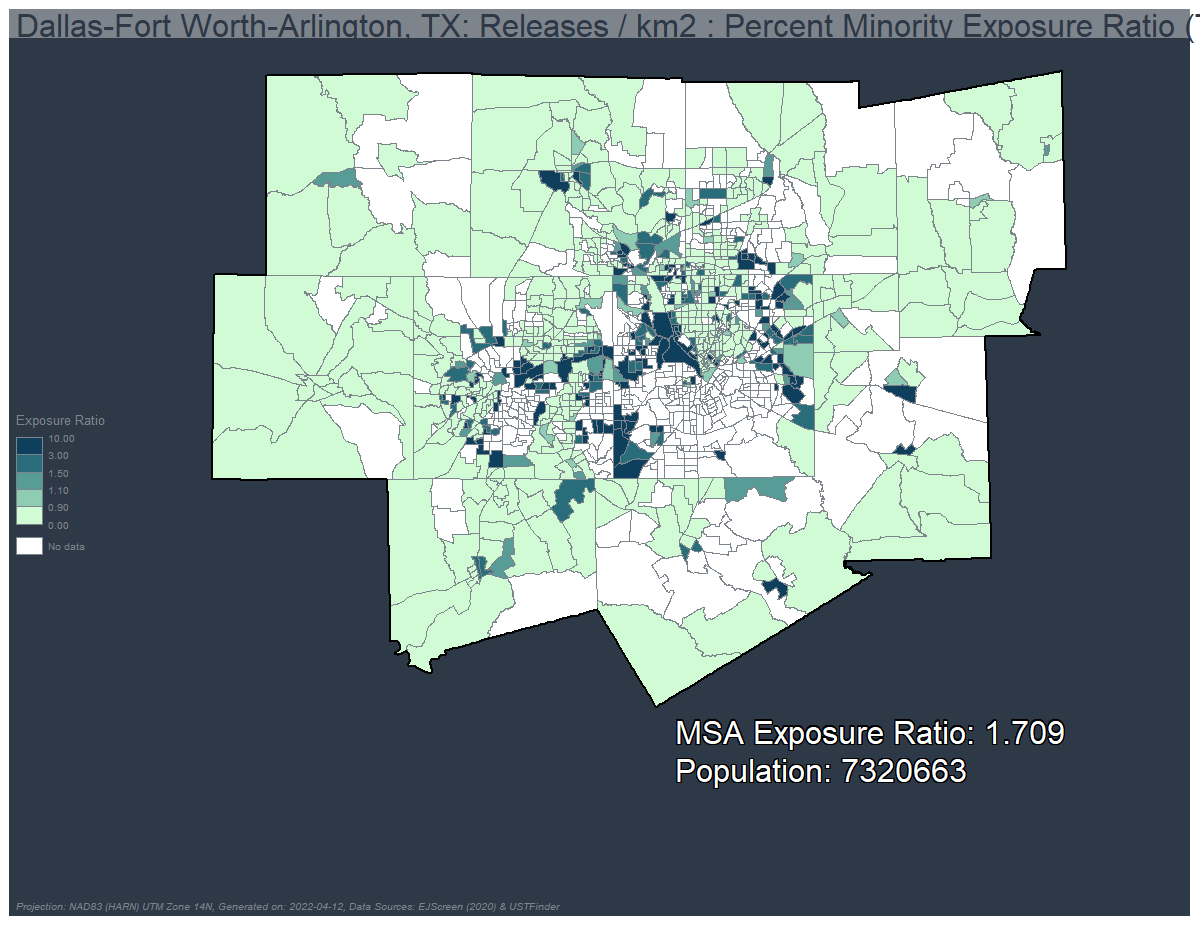 Dallas-Fort Worth-Arlington, TX: Releases / km2 : Percent Minority Exposure Ratio (
Exposure Ratio
10.00
3.00
1.50
1.10
0.90
0.00
No data
MSA Exposure Ratio: 1.709
Population: 7320663
Projection: NAD83 (HARN) UTM Zone 14N, Generated on: 2022-04-12, Data Sources: EJScreen (2020) & USTFinder